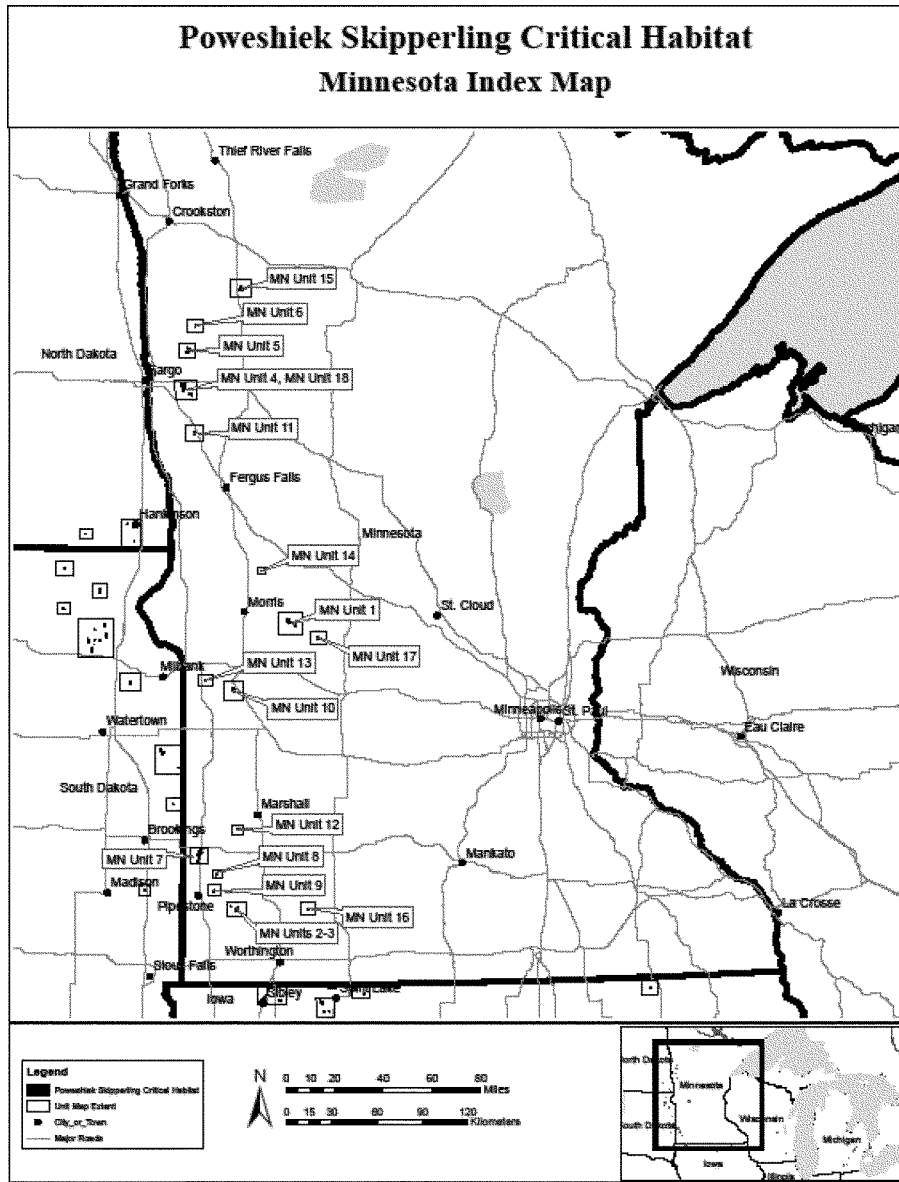 Poweshiek Skipperling Critical Habitat
Minnesota Index Map
Thief River Falls
Grand Forks
Crookston
MN Unit 15
MN Unit 6
MN Unit 5
North Dakota
Fargo
MN Unit 4, MN Unit 18
MN Unit 11
Michigan
Fergus Falls
Hankinson
Minnesota
MN Unit 14
Morris
MN Unit 1
St. Cloud
MN Unit 17
MN Unit 13
Milbank
Wisconsin
MN Unit 10
Minneapolis
St. Paul
Eau Claire
Watertown
South Dakota
Marshall
MN Unit 12
Brookings
MN Unit 7
MN Unit 8
Mankato
Madison
MN Unit 9
Pipestone
MN Unit 16
La Crosse
MN Units 2-3
Worthington
Sioux Falls
Iowa
Sibley
Spirit Lake
Legend
Poweshiek Skipperling Critical Habitat
Unit Map Extent
City_or_Town
Major Roads
N
0 10 20 40 60 80
Miles
0 15 30 60 90 120
Kilometers
North Dakota
Minnesota
South Dakota
Wisconsin
Michigan
Iowa
Illinois